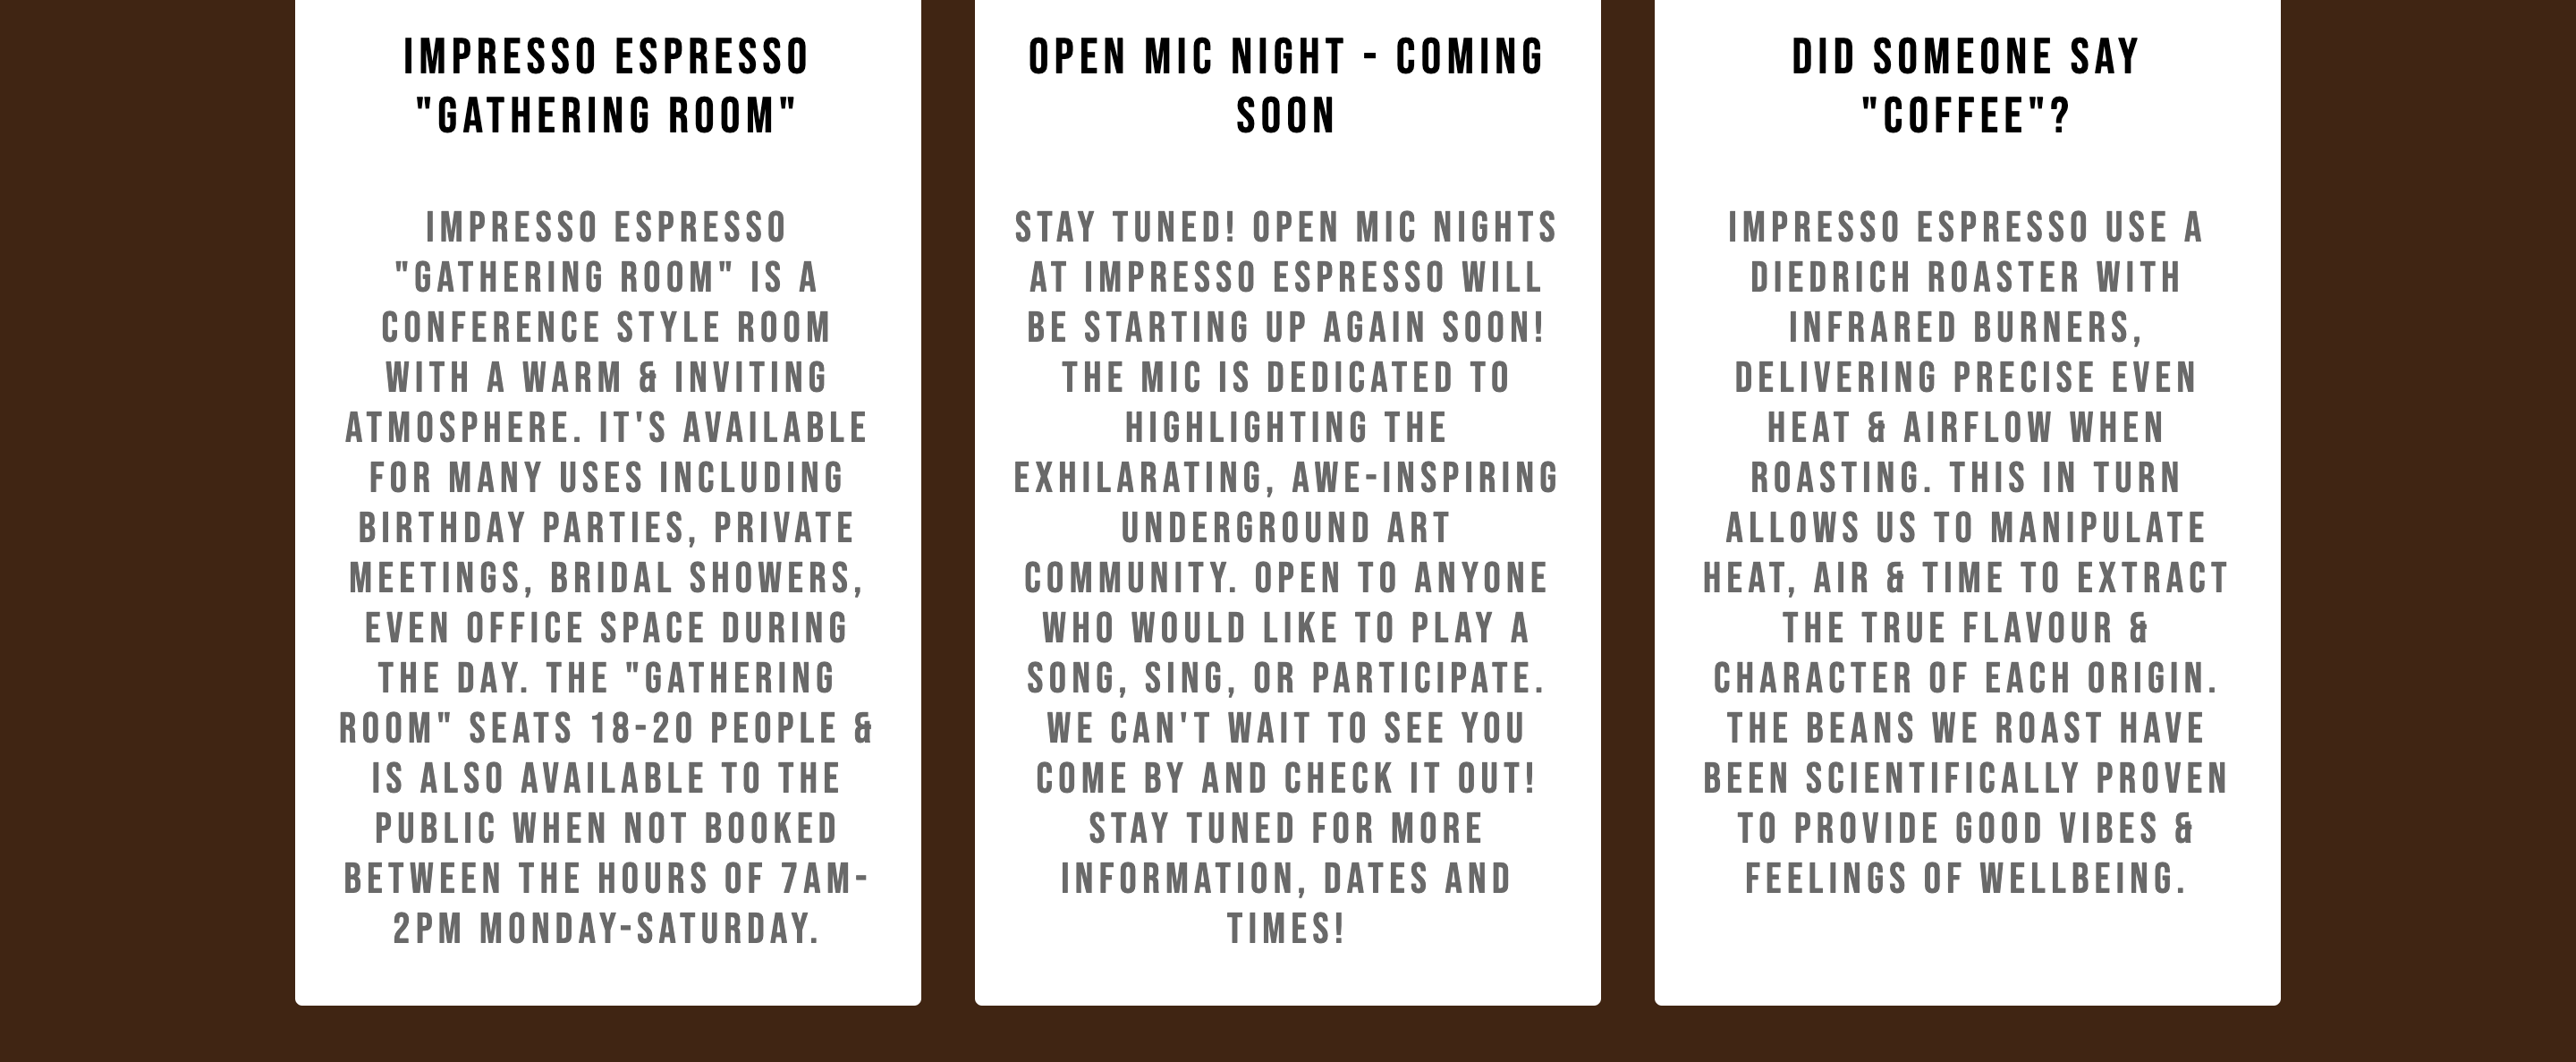 IMPRESSO ESPRESSO
"GATHERING ROOM"
IMPRESSO ESPRESSO
"GATHERING ROOM" IS A
CONFERENCE STYLE ROOM
WITH A WARM & INVITING
ATMOSPHERE. IT'S AVAILABLE
FOR MANY USES INCLUDING
BIRTHDAY PARTIES, PRIVATE
MEETINGS, BRIDAL SHOWERS,
EVEN OFFICE SPACE DURING
THE DAY. THE "GATHERING
ROOM" SEATS 18-20 PEOPLE &
IS ALSO AVAILABLE TO THE
PUBLIC WHEN NOT BOOKED
BETWEEN THE HOURS OF 7AM-
2PM MONDAY-SATURDAY.
OPEN MIC NIGHT - COMING
SOON
STAY TUNED! OPEN MIC NIGHTS
AT IMPRESSO ESPRESSO WILL
BE STARTING UP AGAIN SOON!
THE MIC IS DEDICATED TO
HIGHLIGHTING THE
EXHILARATING, AWE-INSPIRING
UNDERGROUND ART
COMMUNITY. OPEN TO ANYONE
WHO WOULD LIKE TO PLAY A
SONG, SING, OR PARTICIPATE.
WE CAN'T WAIT TO SEE YOU
COME BY AND CHECK IT OUT!
STAY TUNED FOR MORE
INFORMATION, DATES AND
TIMES!
DID SOMEONE SAY
"COFFEE"?
IMPRESSO ESPRESSO USE A
DIEDRICH ROASTER WITH
INFRARED BURNERS,
DELIVERING PRECISE EVEN
HEAT & AIRFLOW WHEN
ROASTING. THIS IN TURN
ALLOWS US TO MANIPULATE
HEAT, AIR & TIME TO EXTRACT
THE TRUE FLAVOUR &
CHARACTER OF EACH ORIGIN.
THE BEANS WE ROAST HAVE
BEEN SCIENTIFICALLY PROVEN
TO PROVIDE GOOD VIBES &
FEELINGS OF WELLBEING.